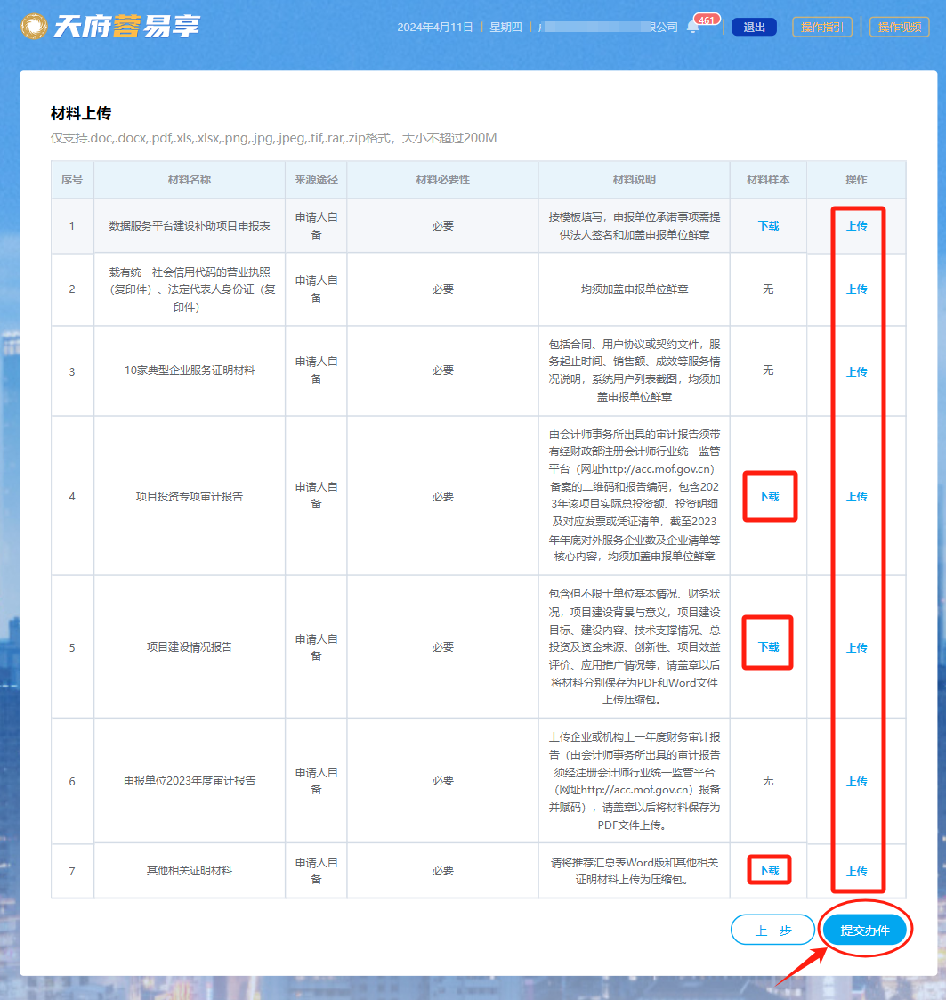 天府蓉易享
2024年4月11日 星期四 公司 461 退出 操作指引 操作视频
材料上传
仅支持.doc,.docx,.pdf,.xls,.xlsx,.png,.jpg,.jpeg,.tif,.rar,.zip格式，大小不超过200M
序号 材料名称 来源途径 材料必要性 材料说明 材料样本 操作
1 数据服务平台建设补助项目申报表 申请人自
备 必要 按模板填写，申报单位承诺事项需提
供法人签名和加盖申报单位鲜章 下载 上传
2 载有统一社会信用代码的营业执照
（复印件）、法定代表人身份证（复
印件） 申请人自
备 必要 均须加盖申报单位鲜章 无 上传
3 10家典型企业服务证明材料 申请人自
备 必要 包括合同、用户协议或契约文件，服
务起止时间、销售额、成效等服务情
况说明，系统用户列表截图，均须加
盖申报单位鲜章 无 上传
4 项目投资专项审计报告 申请人自
备 必要 由会计师事务所出具的审计报告须带
有经财政部注册会计师行业统一监管
平台（网址http://acc.mof.gov.cn）
备案的二维码和报告编码，包含202
3年该项目实际总投资额、投资明细
及对应发票或凭证清单，截至2023
年年底对外服务企业数及企业清单等
核心内容，均须加盖申报单位鲜章 下载 上传
5 项目建设情况报告 申请人自
备 必要 包含但不限于单位基本情况、财务状
况，项目建设背景与意义，项目建设
目标、建设内容、技术支撑情况、总
投资及资金来源、创新性、项目效益
评价、应用推广情况等，请盖章以后
将材料分别保存为PDF和Word文件
上传压缩包。 下载 上传
6 申报单位2023年度审计报告 申请人自
备 必要 上传企业或机构上一年度财务审计报
告（由会计师事务所出具的审计报告
须经注册会计师行业统一监管平台
（网址http://acc.mof.gov.cn）报备
并赋码），请盖章以后将材料保存为
PDF文件上传。 无 上传
7 其他相关证明材料 申请人自
备 必要 请将推荐汇总表Word版和其他相关
证明材料上传为压缩包。 下载 上传
上一步 提交办件